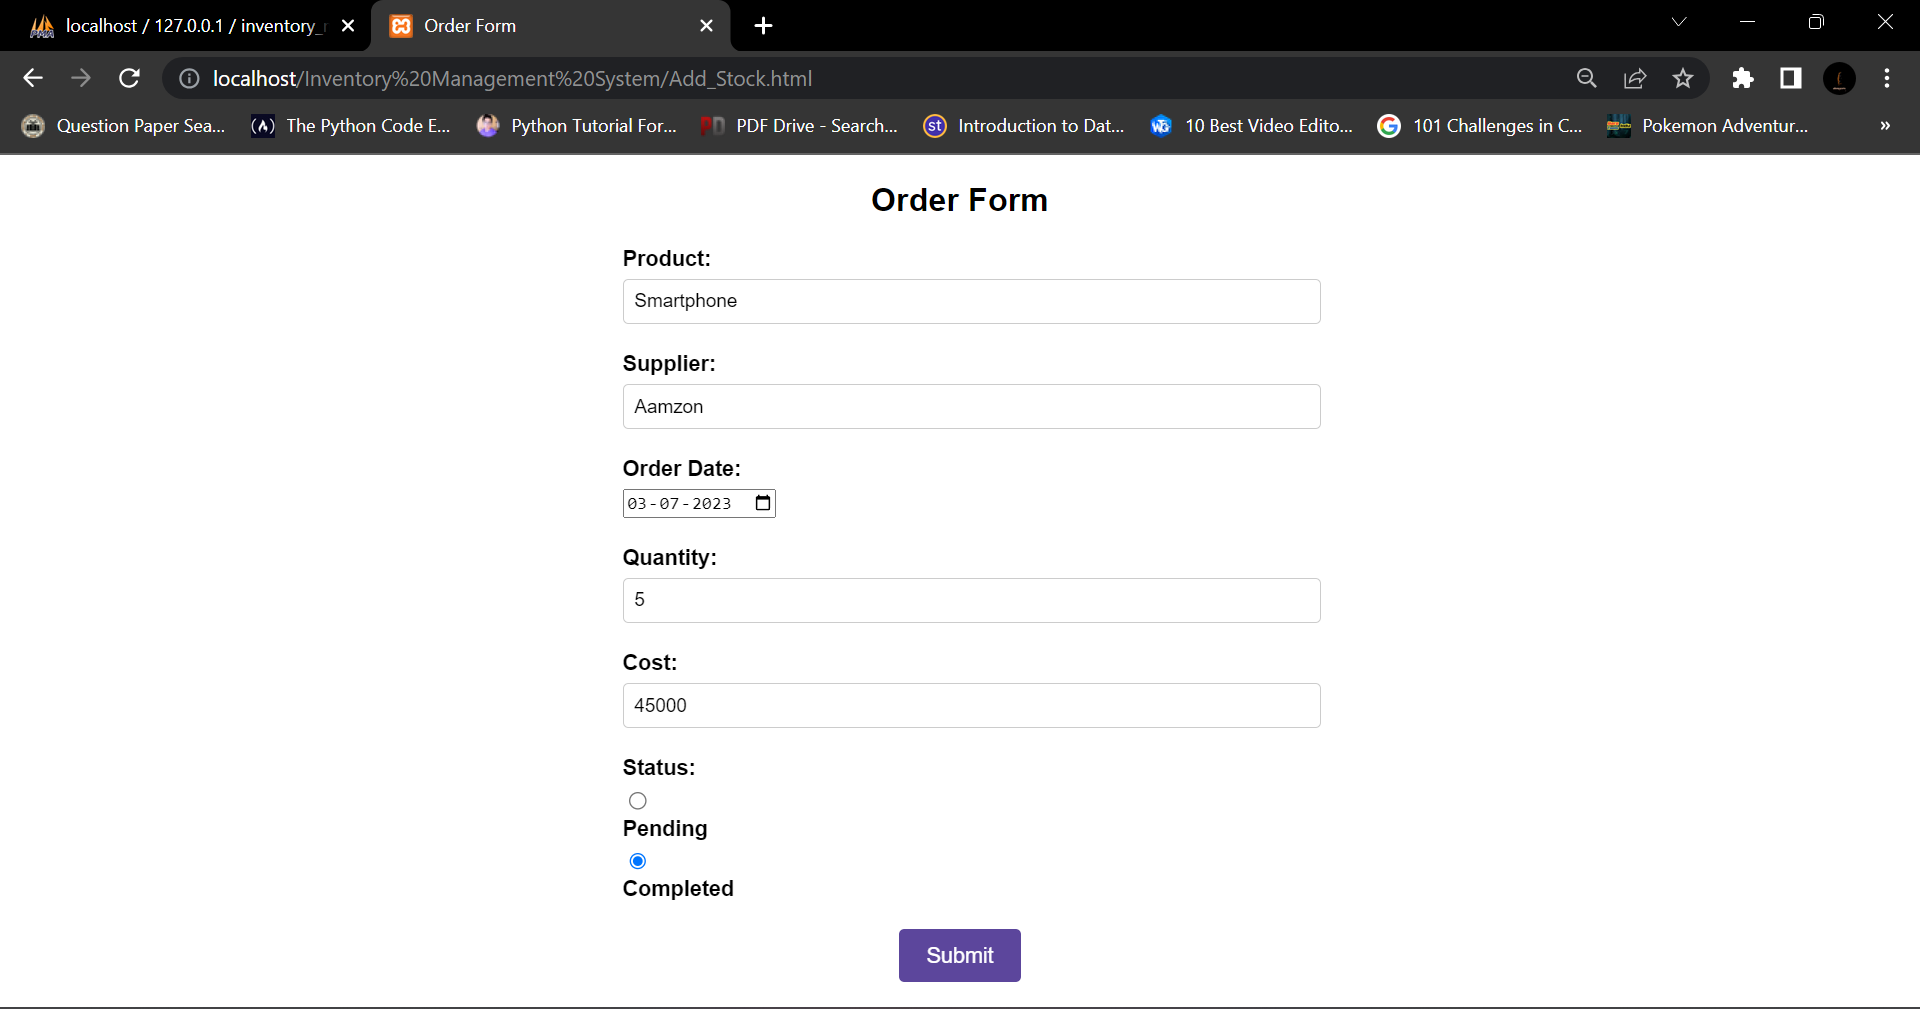 localhost / 127.0.0.1 / inventory_
Order Form
localhost/Inventory%20Management%20System/Add_Stock.html
Question Paper Sea...
The Python Code E...
Python Tutorial For...
PDF Drive - Search...
st
Introduction to Dat...
10 Best Video Edito...
101 Challenges in C...
Pokemon Adventur...
»
Order Form
Product:
Smartphone
Supplier:
Aamzon
Order Date:
03-07-2023
Quantity:
5
Cost:
45000
Status:
Pending
Completed
Submit